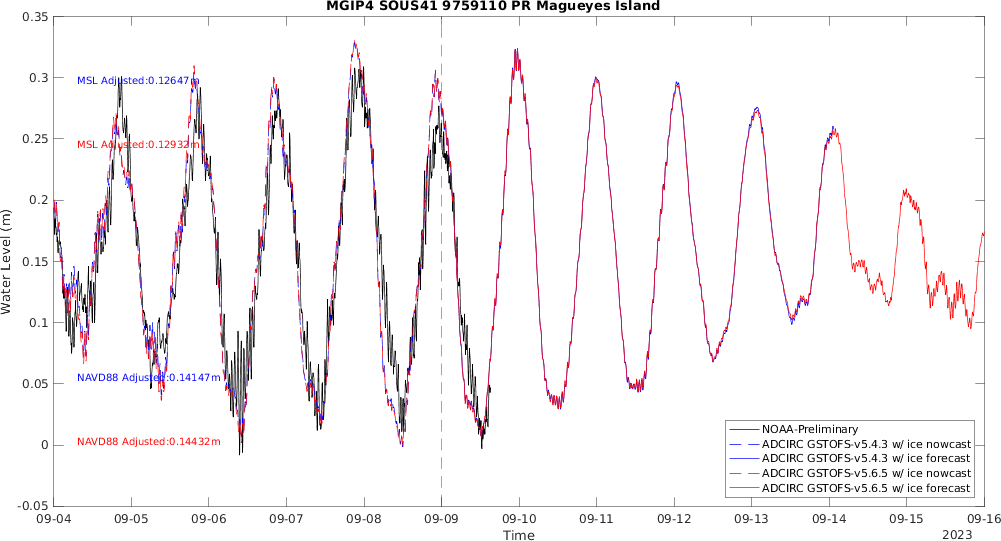 MGIP4 SOUS41 9759110 PR Magueyes Island
0.35
0.3
0.25
0.2
0.15
0.1
0.05
0
-0.05
Water Level (m)
MSL Adjusted:0.12647m
MSL Adjusted:0.12932m
NAVD88 Adjusted:0.14147m
NAVD88 Adjusted:0.14432m
NOAA-Preliminary
ADCIRC GSTOFS-v5.4.3 w/ ice nowcast
ADCIRC GSTOFS-v5.4.3 w/ ice forecast
ADCIRC GSTOFS-v5.6.5 w/ ice nowcast
ADCIRC GSTOFS-v5.6.5 w/ ice forecast
09-04 09-05 09-06 09-07 09-08 09-09 09-10 09-11 09-12 09-13 09-14 09-15 09-16
Time
2023